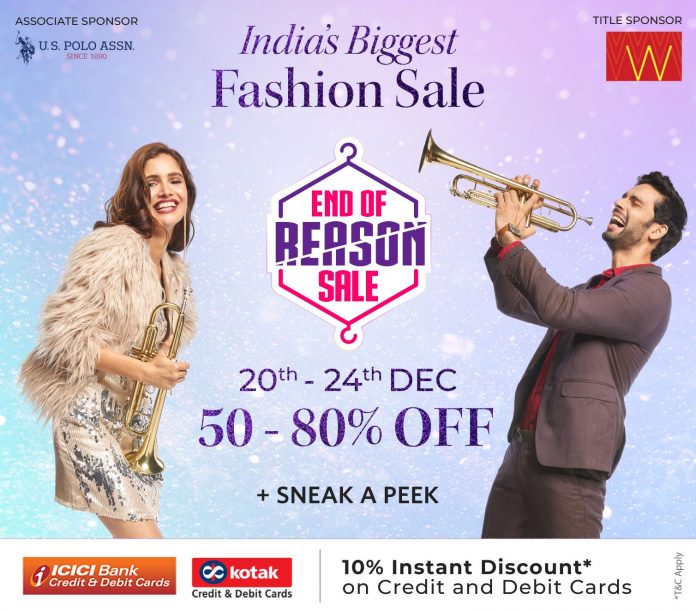 ASSOCIATE SPONSOR
U.S. POLO ASSN.
SINCE 1890
TITLE SPONSOR
W
India's Biggest
Fashion Sale
END OF
REASON
SALE
20th - 24th DEC
50 - 80% OFF
+ SNEAK A PEEK
i ICICI Bank
Credit & Debit Cards
kotak
Credit & Debit Cards
10% Instant Discount*
on Credit and Debit Cards
*T&C Apply